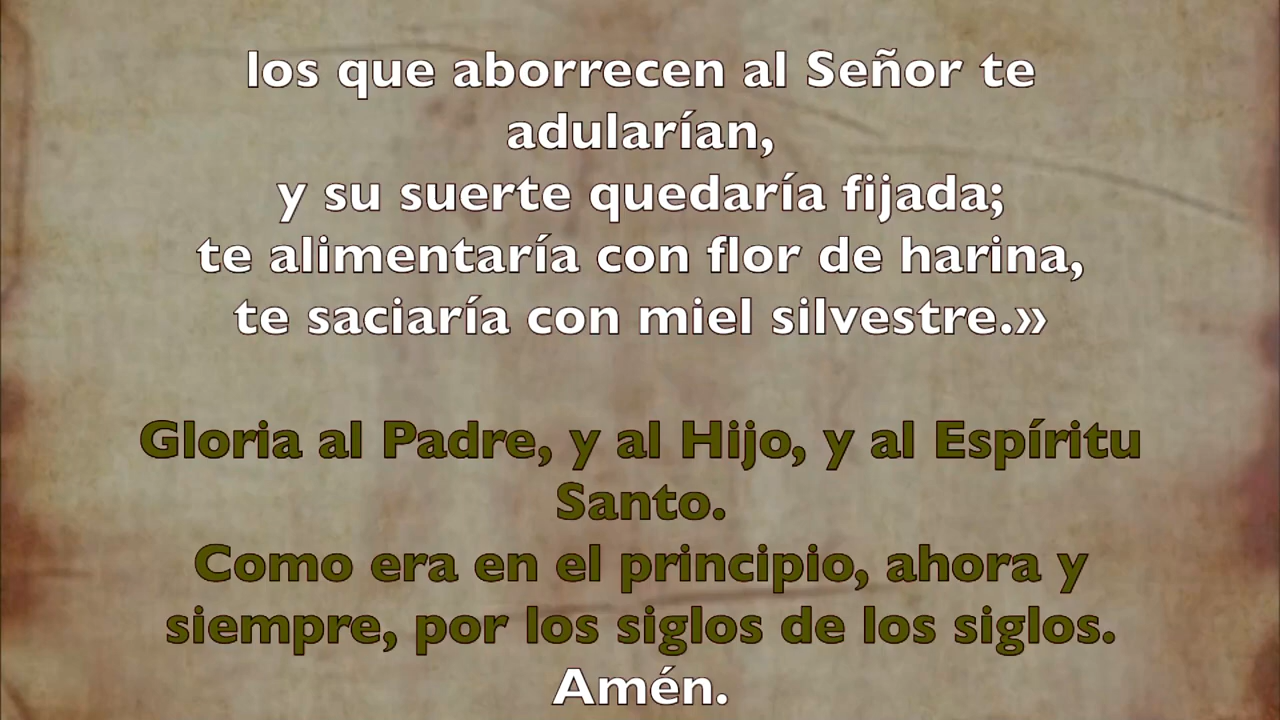 los que aborrecen al Señor te
adularían,
y su suerte quedaría fijada;
te alimentaría con flor de harina,
te saciaría con miel silvestre.»
Gloria al Padre, y al Hijo, y al Espíritu
Santo.
Como era en el principio, ahora y
siempre, por los siglos de los siglos.
Amén.